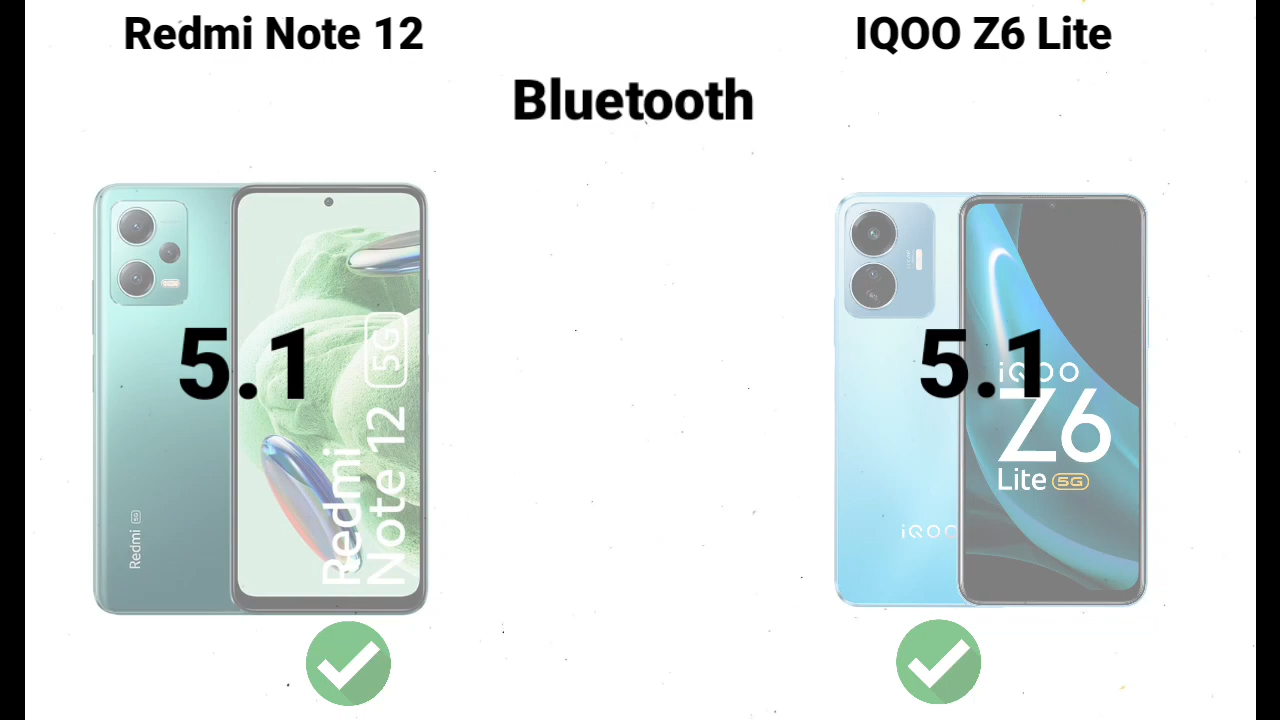 Redmi Note 12
IQOO Z6 Lite
Bluetooth
5.1
5.1
Redmi 5G
Redmi
Note 12 5G
iQOO
iQOO
Z6
Lite 5G